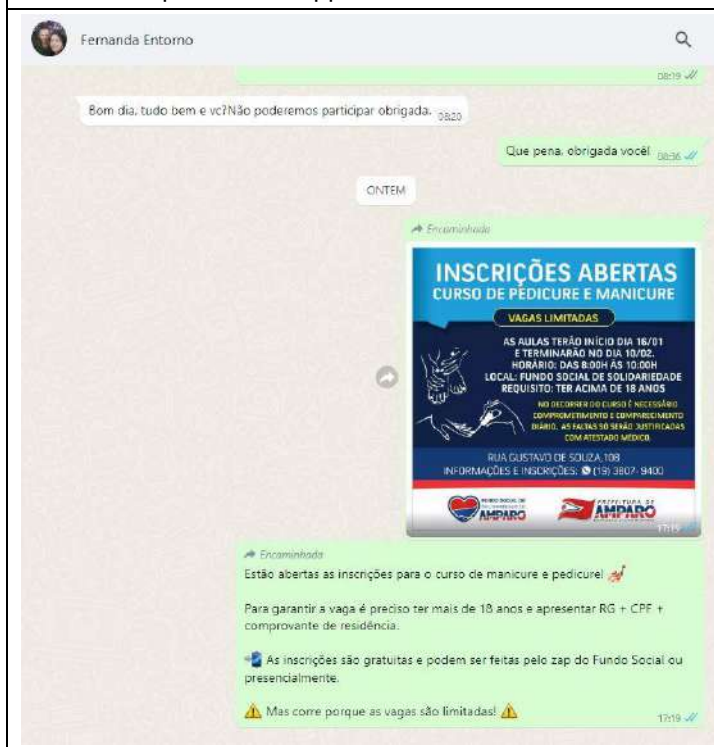 Fernanda Entorno
08:19
Bom dia, tudo bem e vc?Não poderemos participar obrigada. 08:20
Que pena, obrigada você! 08:36
ONTEM
Encaminhada
INSCRIÇÕES ABERTAS
CURSO DE PEDICURE E MANICURE
VAGAS LIMITADAS
AS AULAS TERÃO INÍCIO DIA 16/01
E TERMINARÃO NO DIA 10/02.
HORÁRIO: DAS 8:00H ÀS 10:00H
LOCAL: FUNDO SOCIAL DE SOLIDARIEDADE
REQUISITO: TER ACIMA DE 18 ANOS
NO DECORRER DO CURSO É NECESSÁRIO
COMPROMETIMENTO E COMPARECIMENTO
DIÁRIO. AS FALTAS SÓ SERÃO JUSTIFICADAS
COM ATESTADO MÉDICO.
RUA GUSTAVO DE SOUZA, 108
INFORMAÇÕES E INSCRIÇÕES: (19) 3807- 9400
FUNDO SOCIAL DE
AMPARO
PREFEITURA DE
AMPARO
17:19
Encaminhada
Estão abertas as inscrições para o curso de manicure e pedicure! 💅
Para garantir a vaga é preciso ter mais de 18 anos e apresentar RG + CPF +
comprovante de residência.
📲 As inscrições são gratuitas e podem ser feitas pelo zap do Fundo Social ou
presencialmente.
⚠️ Mas corre porque as vagas são limitadas! ⚠️
17:19